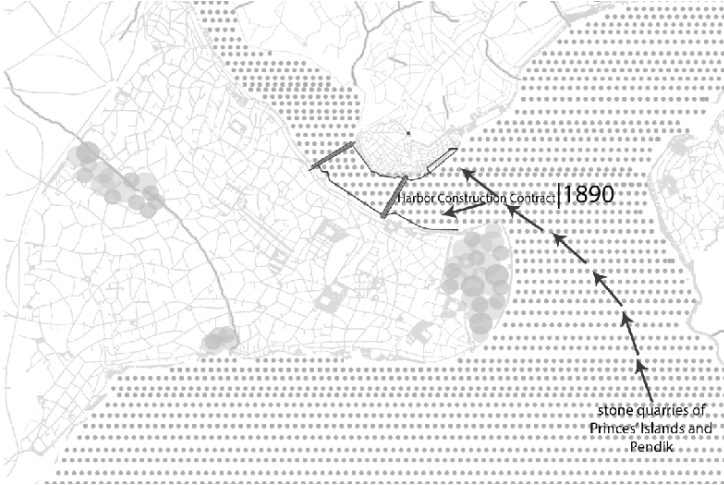 Harbor Construction Contract|1890
stone quarries of
Princes' Islands and
Pendik